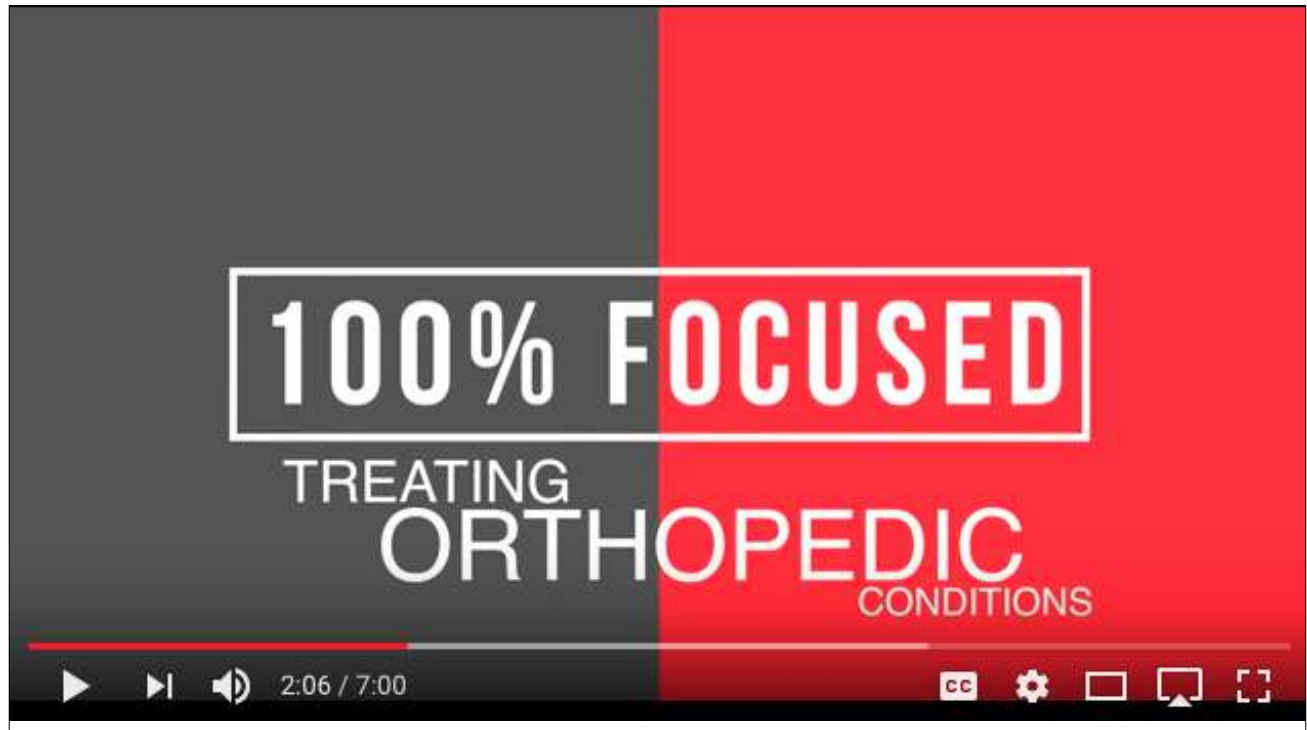 100% FOCUSED
TREATING
ORTHOPEDIC
CONDITIONS
2:06 / 7:00
CC